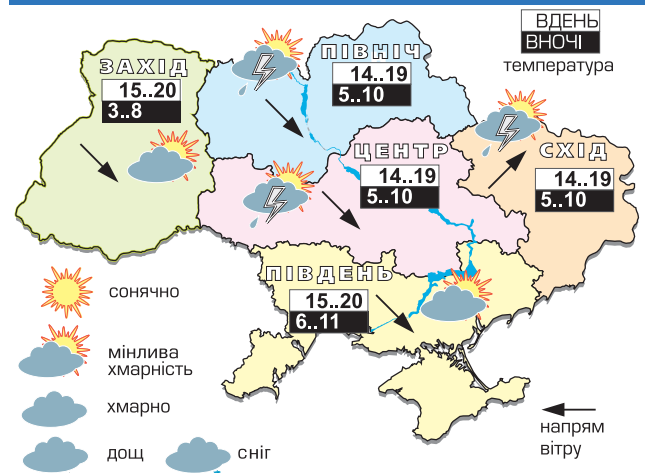 ВДЕНЬ
ВНОЧІ
температура
ЗАХІД
15..20
3..8
ПІВНІЧ
14..19
5..10
ЦЕНТР
14..19
5..10
СХІД
14..19
5..10
ПІВДЕНЬ
15..20
6..11
сонячно
мінлива
хмарність
хмарно
дощ
сніг
напрям
вітру